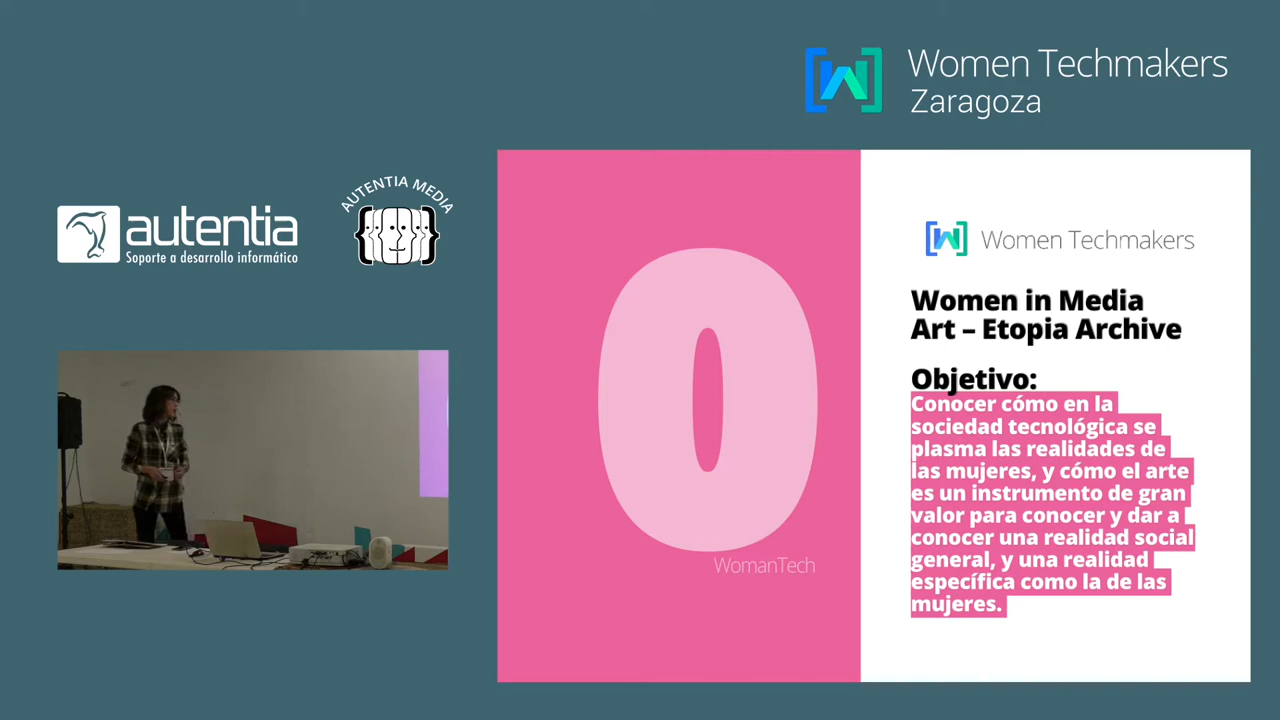 Women Techmakers
Zaragoza
autentia
Soporte a desarrollo informático
AUTENTIA MEDIA
0
WomanTech
Women Techmakers
Women in Media
Art – Etopia Archive
Objetivo:
Conocer cómo en la
sociedad tecnológica se
plasma las realidades de
las mujeres, y cómo el arte
es un instrumento de gran
valor para conocer y dar a
conocer una realidad social
general, y una realidad
específica como la de las
mujeres.